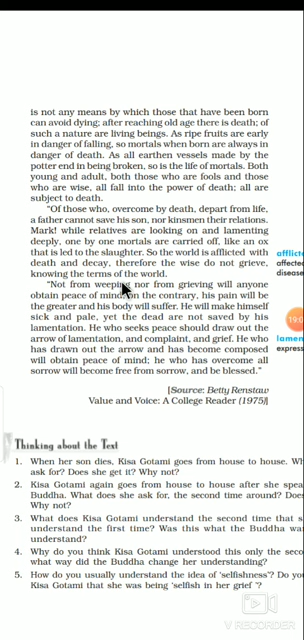 is not any means by which those that have been born
can avoid dying; after reaching old age there is death; of
such a nature are living beings. As ripe fruits are early
in danger of falling, so mortals when born are always in
danger of death. As all earthen vessels made by the
potter end in being broken, so is the life of mortals. Both
young and adult, both those who are fools and those
who are wise, all fall into the power of death; all are
subject to death.
“Of those who, overcome by death, depart from life,
a father cannot save his son, nor kinsmen their relations.
Mark! while relatives are looking on and lamenting
deeply, one by one mortals are carried off, like an ox
that is led to the slaughter. So the world is afflicted with
death and decay, therefore the wise do not grieve,
knowing the terms of the world.
“Not from weeping nor from grieving will anyone
obtain peace of mind; on the contrary, his pain will be
the greater and his body will suffer. He will make himself
sick and pale, yet the dead are not saved by his
lamentation. He who seeks peace should draw out the
arrow of lamentation, and complaint, and grief. He who
has drawn out the arrow and has become composed
will obtain peace of mind; he who has overcome all
sorrow will become free from sorrow, and be blessed.”
[Source: Betty Renstaw
Value and Voice: A College Reader (1975)]
afflict
affected
disease
19:0
lamen
express
Thinking about the Text
1. When her son dies, Kisa Gotami goes from house to house. Wh
ask for? Does she get it? Why not?
2. Kisa Gotami again goes from house to house after she spea
Buddha. What does she ask for, the second time around? Does
Why not?
3. What does Kisa Gotami understand the second time that s
understand the first time? Was this what the Buddha wa
understand?
4. Why do you think Kisa Gotami understood this only the seco
what way did the Buddha change her understanding?
5. How do you usually understand the idea of ‘selfishness’? Do yo
Kisa Gotami that she was being ‘selfish in her grief’?
V RECORDER